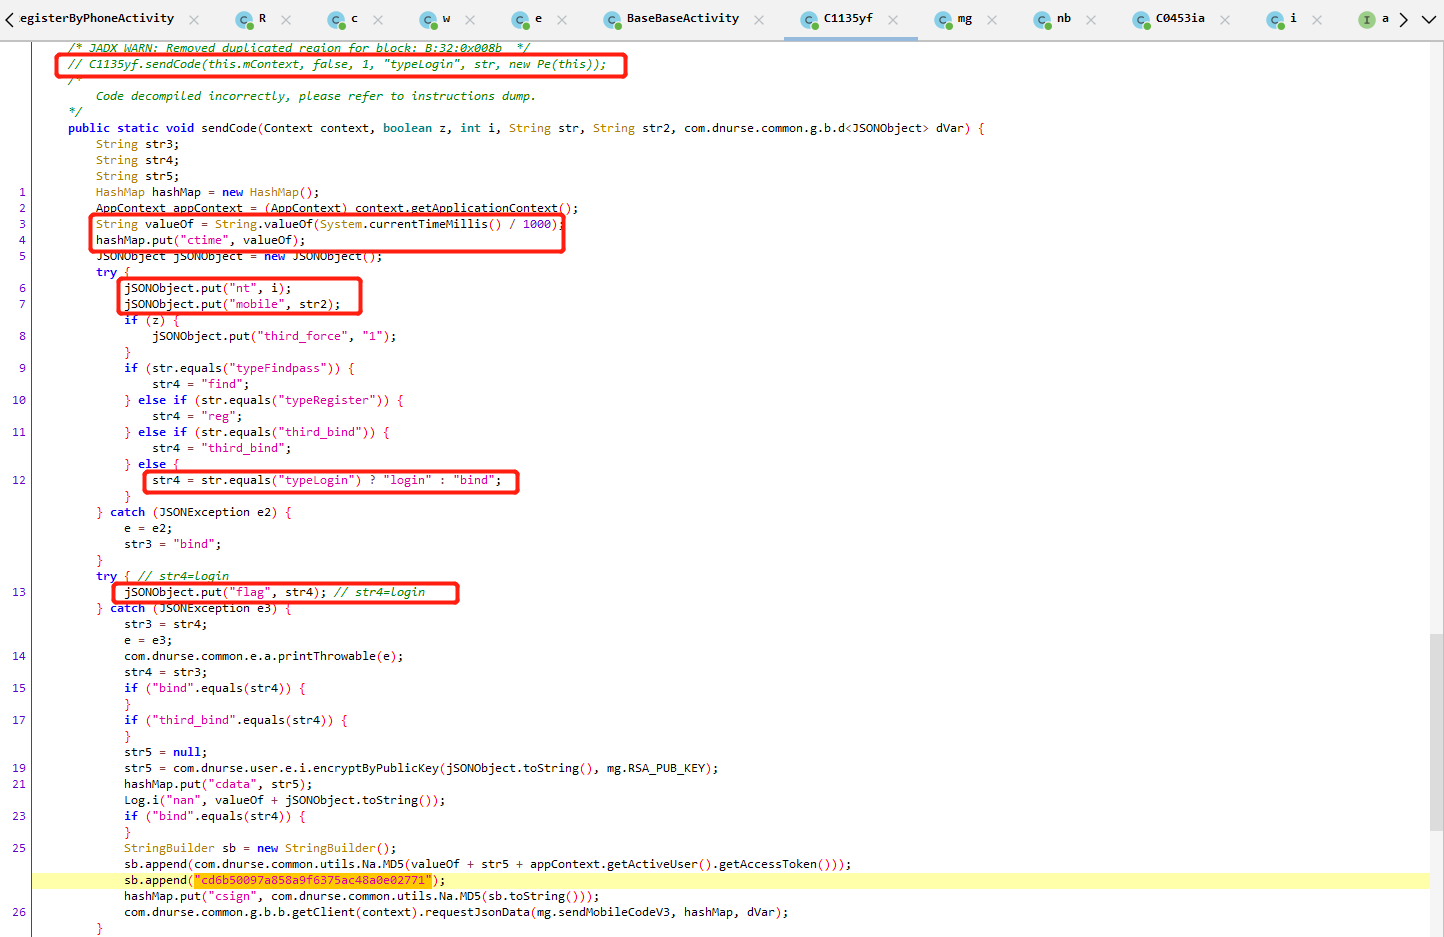 egisterByPhoneActivity R c w e BaseBaseActivity C1135yf mg nb C0453ia i a
/* JADX WARN: Removed duplicated region for block: B:32:0x008b */
// C1135yf.sendCode(this.mContext, false, 1, "typeLogin", str, new Pe(this));
/*
Code decompiled incorrectly, please refer to instructions dump.
*/
public static void sendCode(Context context, boolean z, int i, String str, String str2, com.dnurse.common.g.b.d<JSONObject> dVar) {
String str3;
String str4;
String str5;
1 HashMap hashMap = new HashMap();
2 AppContext appContext = (AppContext) context.getApplicationContext();
3 String valueOf = String.valueOf(System.currentTimeMillis() / 1000);
4 hashMap.put("ctime", valueOf);
5 JSONObject jSONObject = new JSONObject();
try {
6 jSONObject.put("nt", i);
7 jSONObject.put("mobile", str2);
if (z) {
8 jSONObject.put("third_force", "1");
}
9 if (str.equals("typeFindpass")) {
str4 = "find";
10 } else if (str.equals("typeRegister")) {
str4 = "reg";
11 } else if (str.equals("third_bind")) {
str4 = "third_bind";
} else {
12 str4 = str.equals("typeLogin") ? "login" : "bind";
}
} catch (JSONException e2) {
e = e2;
str3 = "bind";
}
try { // str4=login
13 jSONObject.put("flag", str4); // str4=login
} catch (JSONException e3) {
str3 = str4;
e = e3;
14 com.dnurse.common.e.a.printThrowable(e);
str4 = str3;
15 if ("bind".equals(str4)) {
}
17 if ("third_bind".equals(str4)) {
}
str5 = null;
19 str5 = com.dnurse.user.e.i.encryptByPublicKey(jSONObject.toString(), mg.RSA_PUB_KEY);
21 hashMap.put("cdata", str5);
Log.i("nan", valueOf + jSONObject.toString());
23 if ("bind".equals(str4)) {
}
25 StringBuilder sb = new StringBuilder();
sb.append(com.dnurse.common.utils.Na.MD5(valueOf + str5 + appContext.getActiveUser().getAccessToken()));
sb.append("cd6b50097a858a9f6375ac48a0e02771");
hashMap.put("csign", com.dnurse.common.utils.Na.MD5(sb.toString()));
26 com.dnurse.common.g.b.b.getClient(context).requestJsonData(mg.sendMobileCodeV3, hashMap, dVar);
}